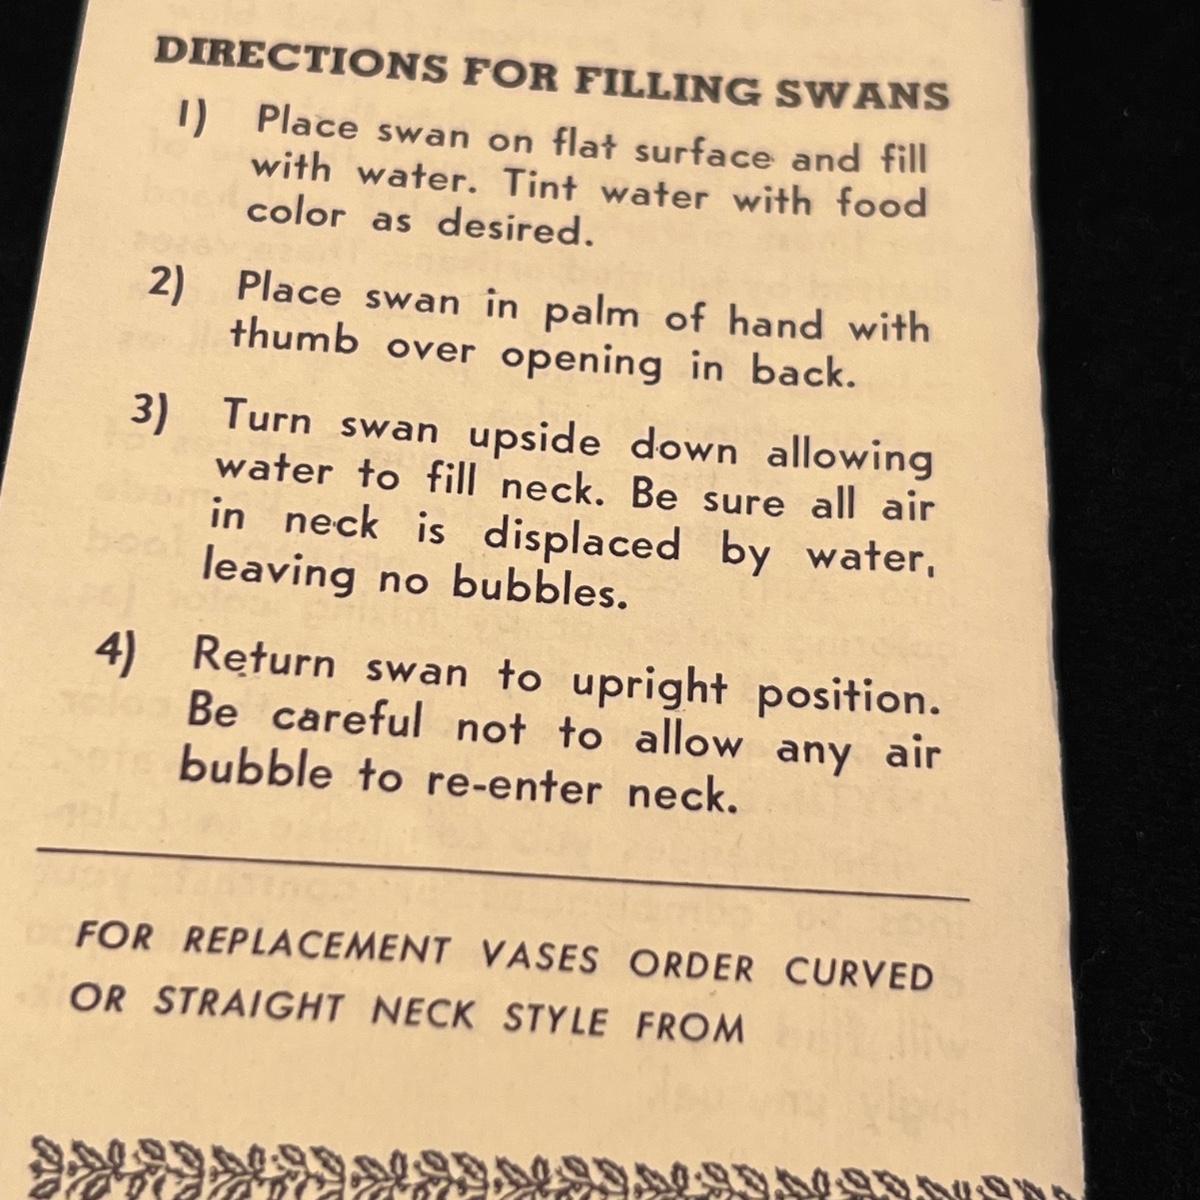 DIRECTIONS FOR FILLING SWANS
1) Place swan on flat surface and fill
with water. Tint water with food
color as desired.
2) Place swan in palm of hand with
thumb over opening in back.
3) Turn swan upside down allowing
water to fill neck. Be sure all air
in neck is displaced by water,
leaving no bubbles.
4) Return swan to upright position.
Be careful not to allow any air
bubble to re-enter neck.
FOR REPLACEMENT VASES ORDER CURVED
OR STRAIGHT NECK STYLE FROM